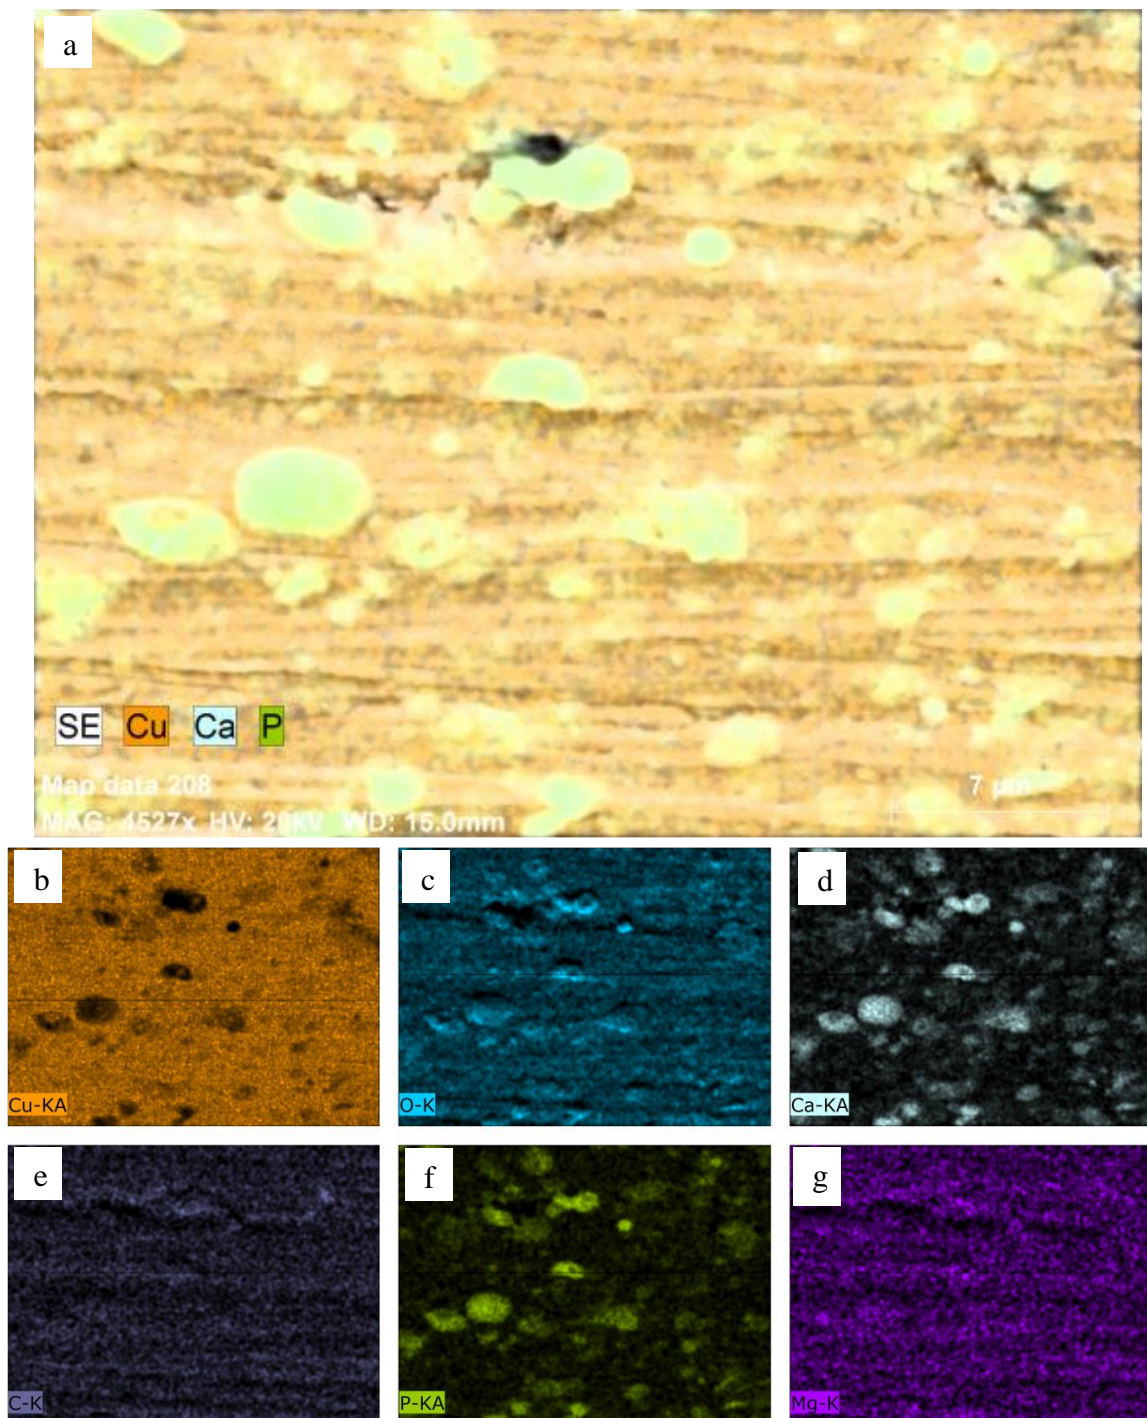 a
SE Cu Ca P
Map data 208
7 µm
MAG: 4527x HV: 20kV WD: 15.0mm
b
c
d
Cu-KA
O-K
Ca-KA
e
f
g
C-K
P-KA
Mg-K